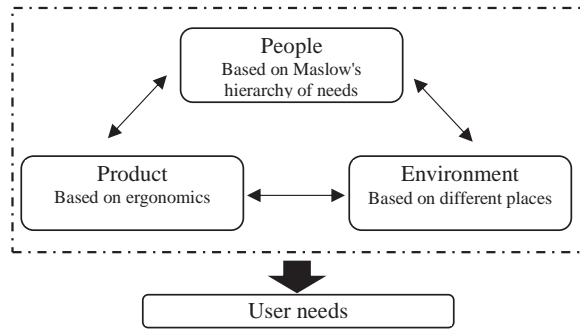 People
Based on Maslow's
hierarchy of needs
Product
Based on ergonomics
Environment
Based on different places
User needs